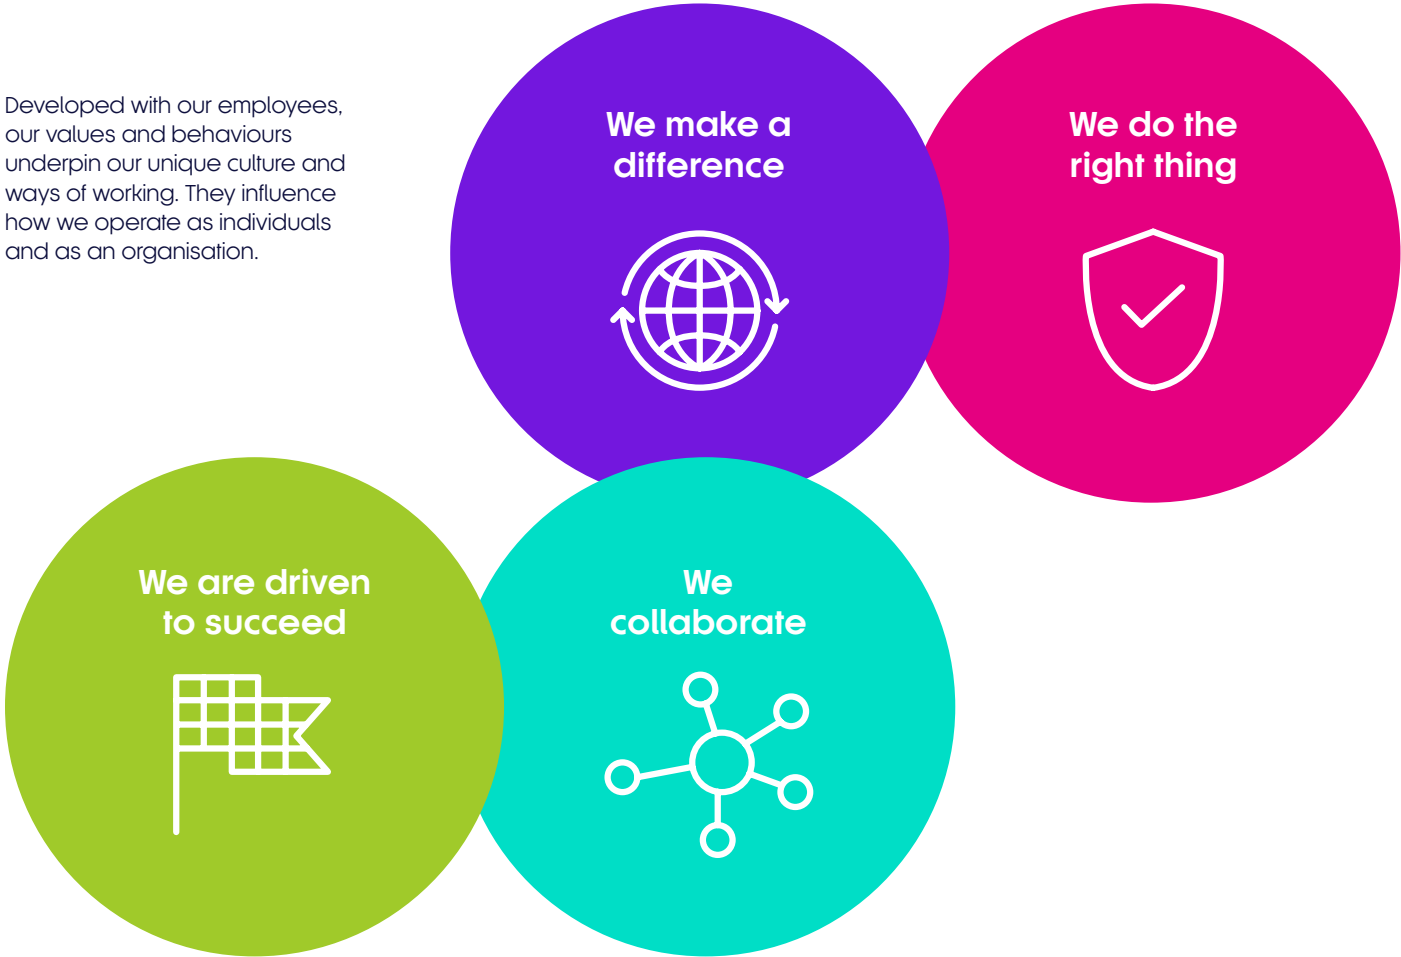 Developed with our employees,
our values and behaviours
underpin our unique culture and
ways of working. They influence
how we operate as individuals
and as an organisation.
We make a
difference
We do the
right thing
We are driven
to succeed
We
collaborate